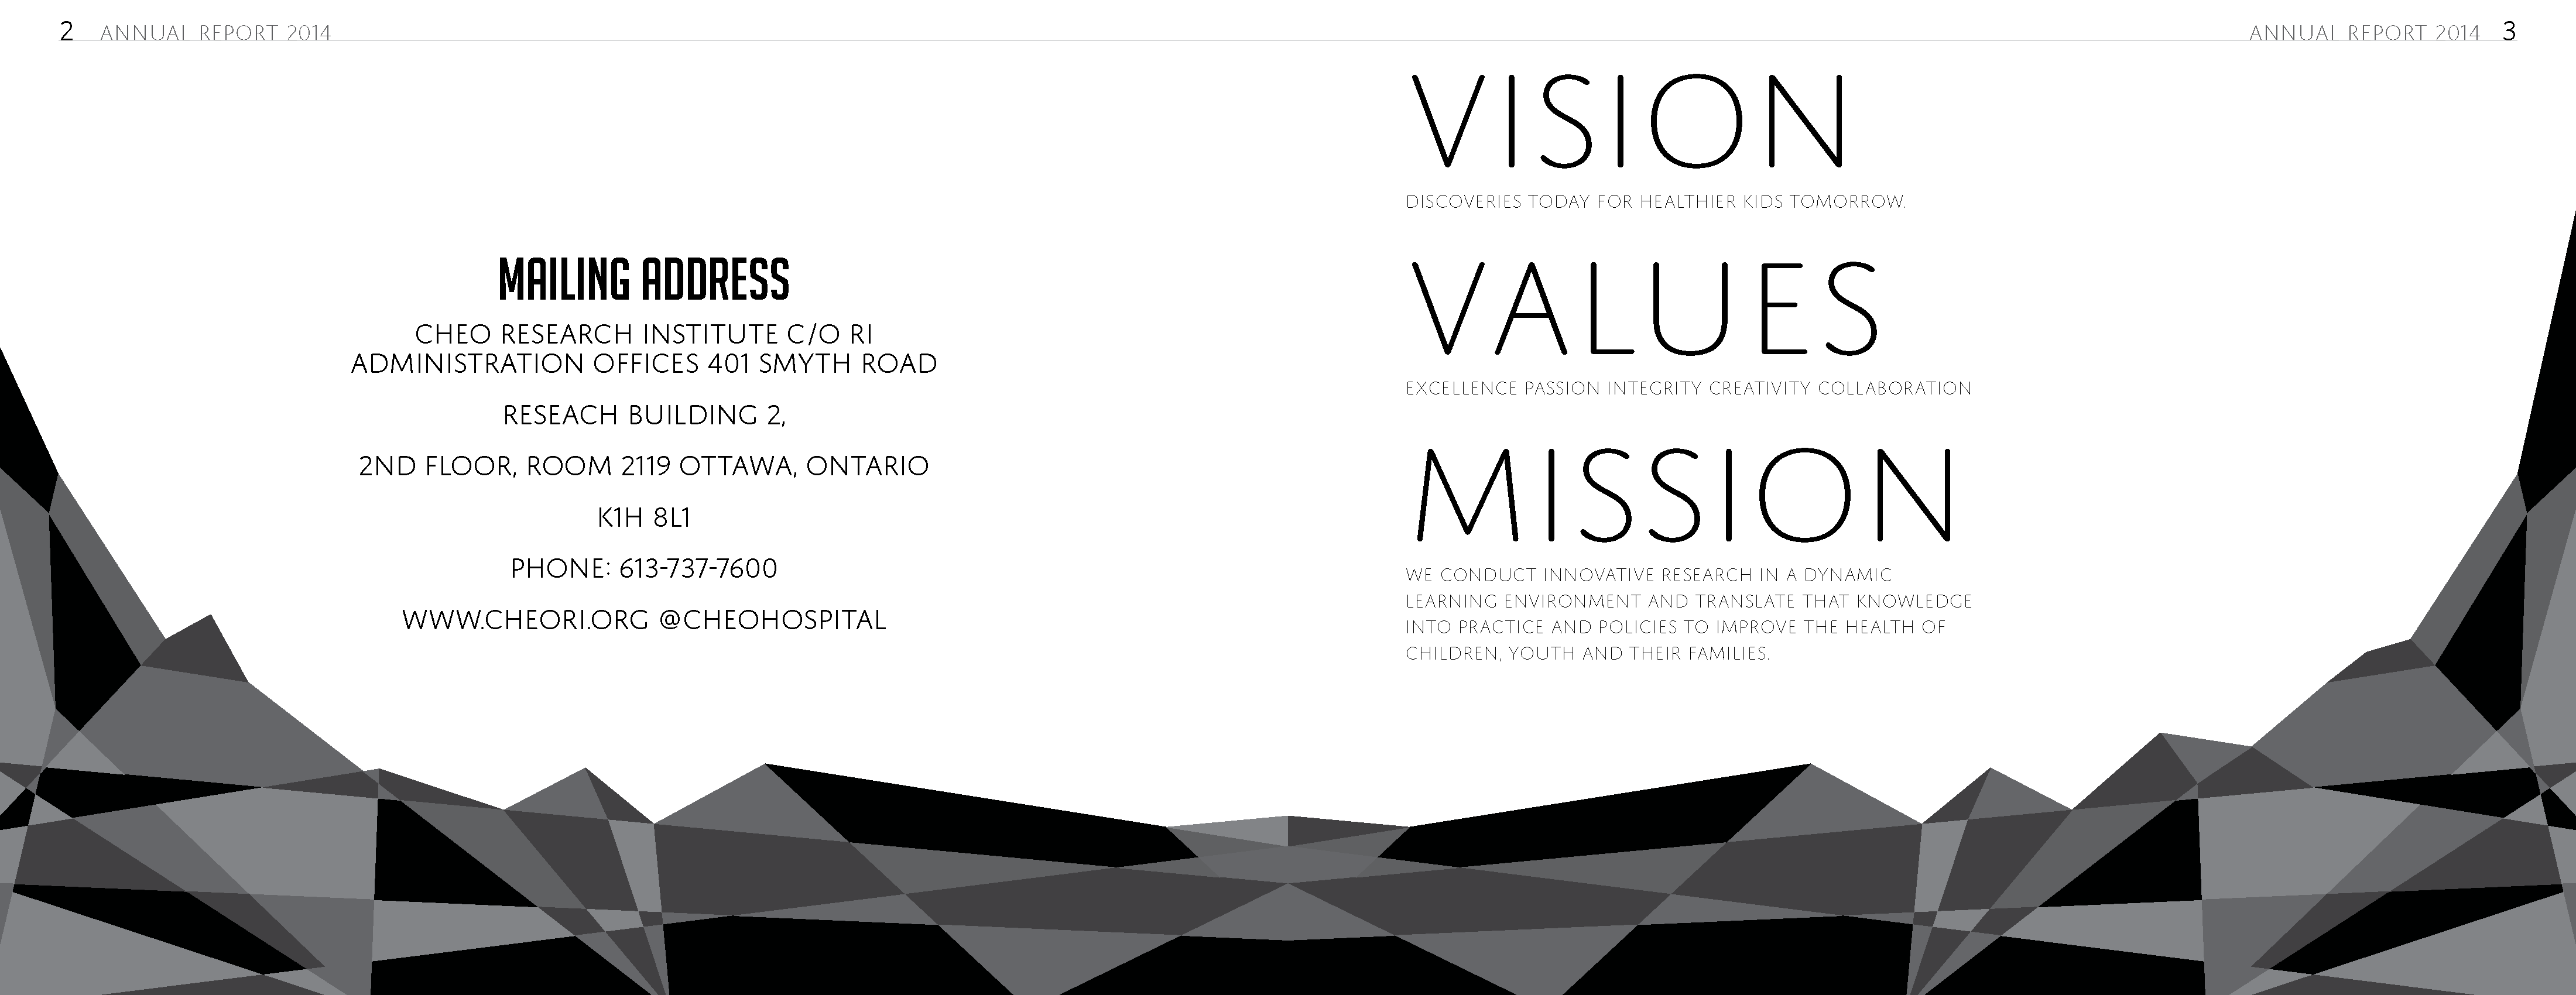 2 ANNUAL REPORT 2014
MAILING ADDRESS
CHEO RESEARCH INSTITUTE C/O RI
ADMINISTRATION OFFICES 401 SMYTH ROAD
RESEACH BUILDING 2,
2ND FLOOR, ROOM 2119 OTTAWA, ONTARIO
K1H 8L1
PHONE: 613-737-7600
WWW.CHEORI.ORG @CHEOHOSPITAL
ANNUAL REPORT 2014 3
VISION
DISCOVERIES TODAY FOR HEALTHIER KIDS TOMORROW.
VALUES
EXCELLENCE PASSION INTEGRITY CREATIVITY COLLABORATION
MISSION
WE CONDUCT INNOVATIVE RESEARCH IN A DYNAMIC
LEARNING ENVIRONMENT AND TRANSLATE THAT KNOWLEDGE
INTO PRACTICE AND POLICIES TO IMPROVE THE HEALTH OF
CHILDREN, YOUTH AND THEIR FAMILIES.